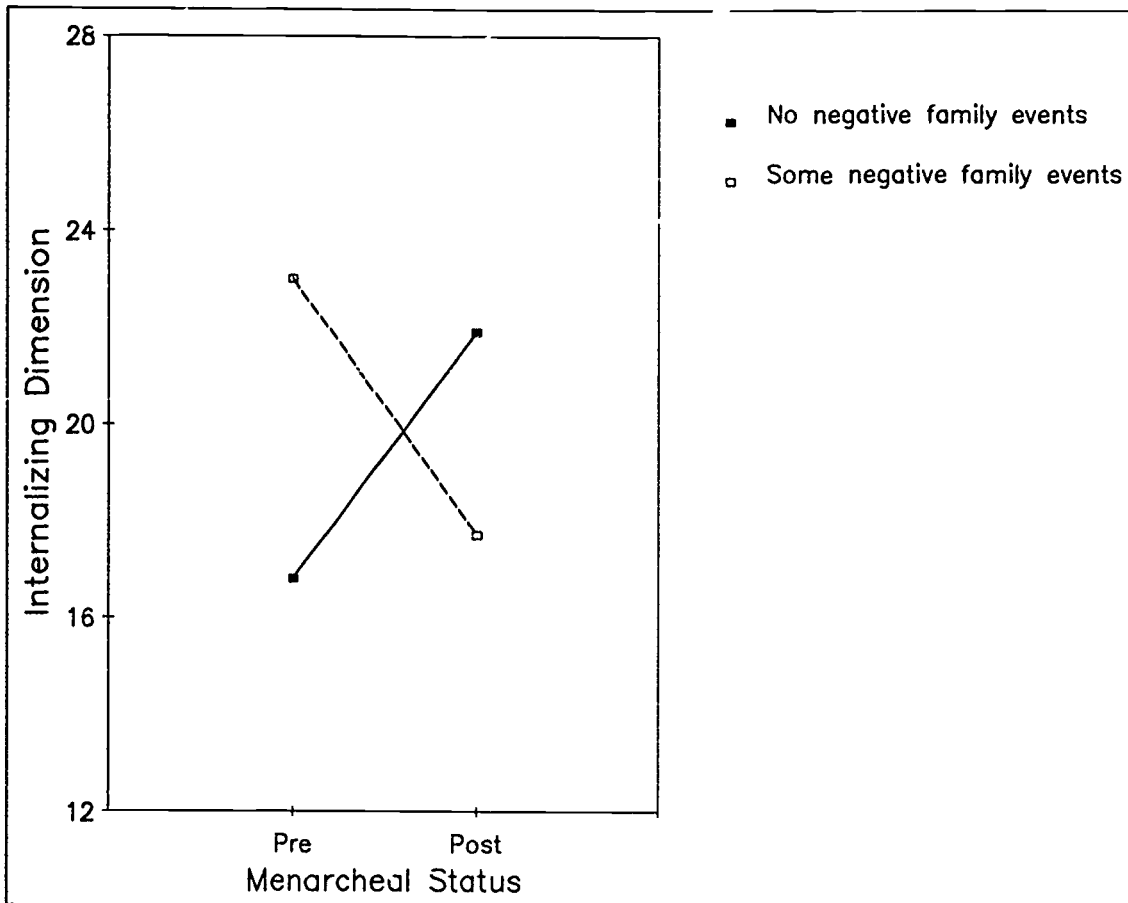 28
24
20
16
12
Internalizing Dimension
Pre
Post
Menarcheal Status
No negative family events
Some negative family events